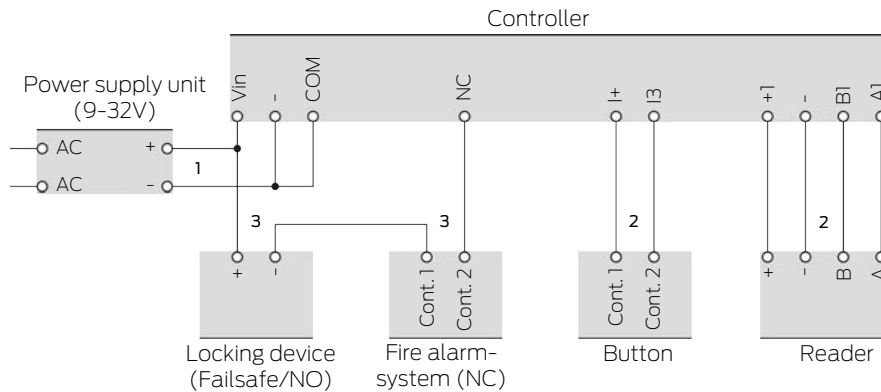 Controller
Power supply unit
(9-32V)
Vin
-
COM
NC
I+
I3
+1
-
B1
A1
AC
+
AC
-
1
3
3
2
2
+
-
Cont. 1
Cont. 2
Cont. 1
Cont. 2
+
-
B
A
Locking device
(Failsafe/NO)
Fire alarm-
system (NC)
Button
Reader